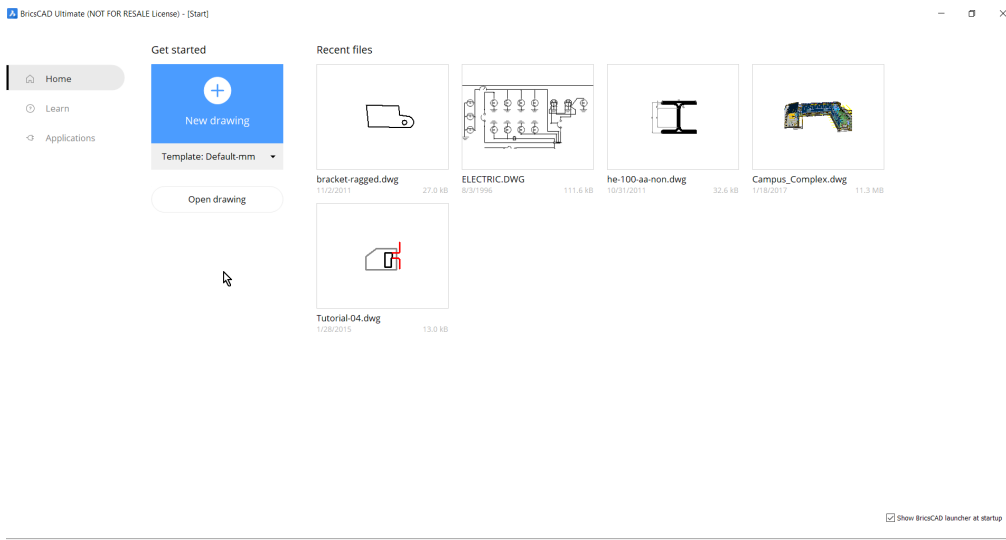 BricsCAD Ultimate (NOT FOR RESALE License) - [Start]
Get started
Recent files
Home
Learn
Applications
New drawing
Template: Default-mm
Open drawing
bracket-ragged.dwg
11/2/2011 27.0 kB
ELECTRIC.DWG
8/3/1996 111.6 kB
he-100-aa-non.dwg
10/31/2011 32.6 kB
Campus_Complex.dwg
1/18/2017 11.3 MB
Tutorial-04.dwg
1/28/2015 13.0 kB
Show BricsCAD launcher at startup